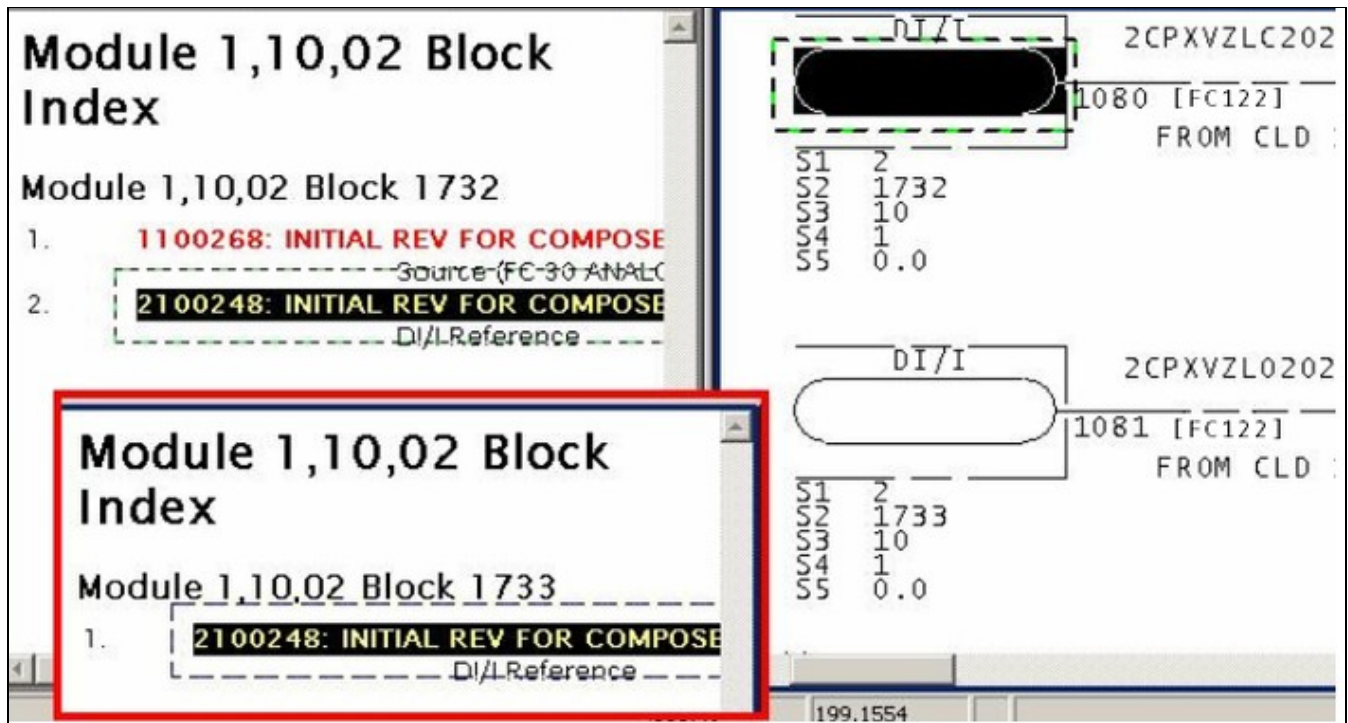 Module 1,10,02 Block
Index
Module 1,10,02 Block 1732
1. 1100268: INITIAL REV FOR COMPOSE
Source (FC 30 ANALO
2. 2100248: INITIAL REV FOR COMPOSE
DI/I Reference
Module 1,10,02 Block
Index
Module 1,10,02 Block 1733
1. 2100248: INITIAL REV FOR COMPOSE
DI/I Reference
DI/I
2CPXVZLC202
1080 [FC122]
FROM CLD
S1 2
S2 1732
S3 10
S4 1
S5 0.0
DI/I
2CPXVZL0202
1081 [FC122]
FROM CLD
S1 2
S2 1733
S3 10
S4 1
S5 0.0
199.1554